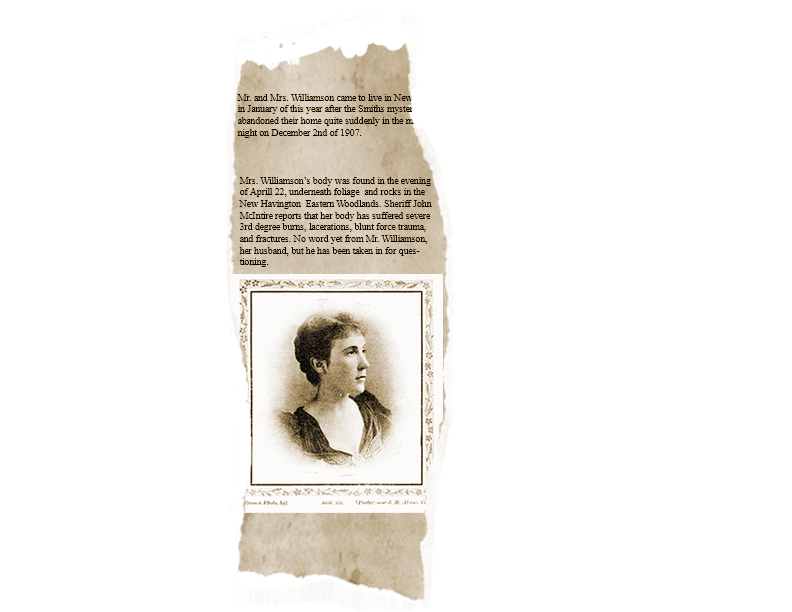 Mr. and Mrs. Williamson came to live in New
in January of this year after the Smiths myster
abandoned their home quite suddenly in the m
night on December 2nd of 1907.
Mrs. Williamson's body was found in the evening
of Aprill 22, underneath foliage and rocks in the
New Havington Eastern Woodlands. Sheriff John
McIntire reports that her body has suffered severe
3rd degree burns, lacerations, blunt force trauma,
and fractures. No word yet from Mr. Williamson,
her husband, but he has been taken in for ques-
tioning.